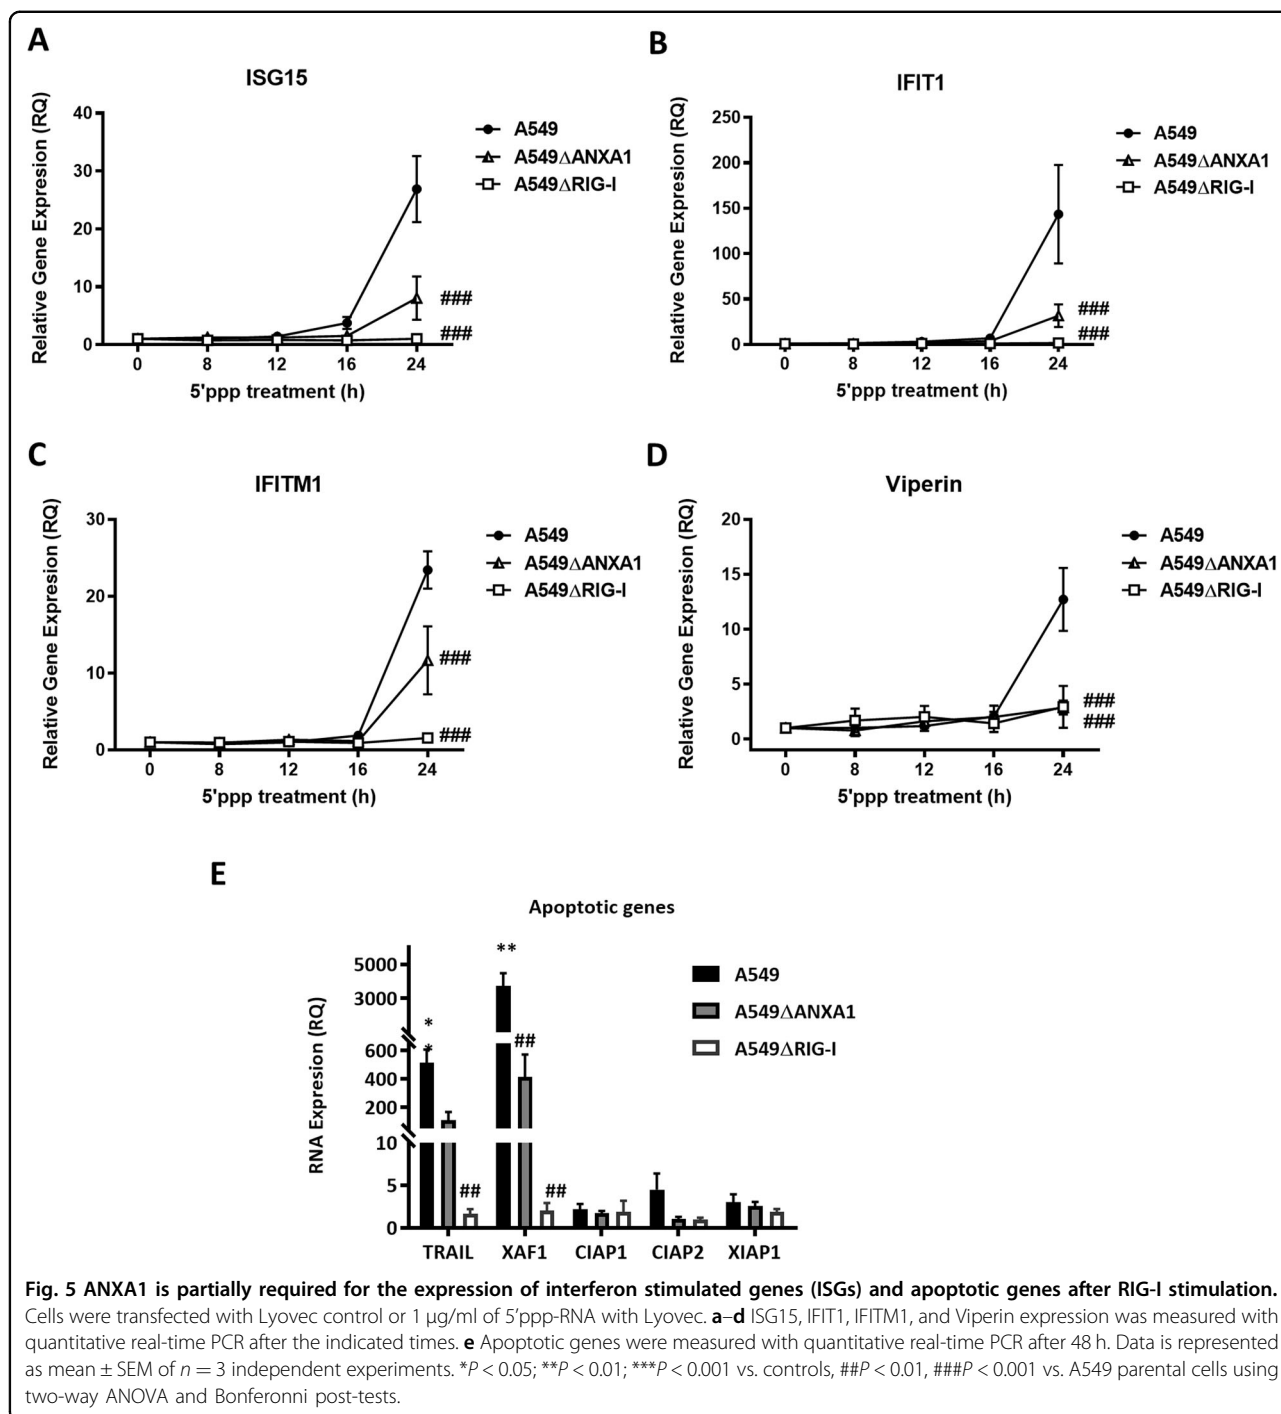 A
ISG15
Relative Gene Expression (RQ)
40
30
20
10
0
0 8 12 16 24
5'ppp treatment (h)
A549
A549ΔANXA1
A549ΔRIG-I
###
###
B
IFIT1
Relative Gene Expression (RQ)
250
200
150
100
50
0
0 8 12 16 24
5'ppp treatment (h)
A549
A549ΔANXA1
A549ΔRIG-I
###
###
C
IFITM1
Relative Gene Expression (RQ)
30
20
10
0
0 8 12 16 24
5'ppp treatment (h)
A549
A549ΔANXA1
A549ΔRIG-I
###
###
D
Viperin
Relative Gene Expression (RQ)
20
15
10
5
0
0 8 12 16 24
5'ppp treatment (h)
A549
A549ΔANXA1
A549ΔRIG-I
###
###
E
Apoptotic genes
RNA Expression (RQ)
5000
3000
600
400
200
10
5
0
*
*
##
**
##
##
TRAIL XAF1 CIAP1 CIAP2 XIAP1
A549
A549ΔANXA1
A549ΔRIG-I
Fig. 5 ANXA1 is partially required for the expression of interferon stimulated genes (ISGs) and apoptotic genes after RIG-I stimulation.
Cells were transfected with Lyovec control or 1 µg/ml of 5'ppp-RNA with Lyovec. a–d ISG15, IFIT1, IFITM1, and Viperin expression was measured with
quantitative real-time PCR after the indicated times. e Apoptotic genes were measured with quantitative real-time PCR after 48 h. Data is represented
as mean ± SEM of n = 3 independent experiments. *P < 0.05; **P < 0.01; ***P < 0.001 vs. controls, ##P < 0.01, ###P < 0.001 vs. A549 parental cells using
two-way ANOVA and Bonferonni post-tests.